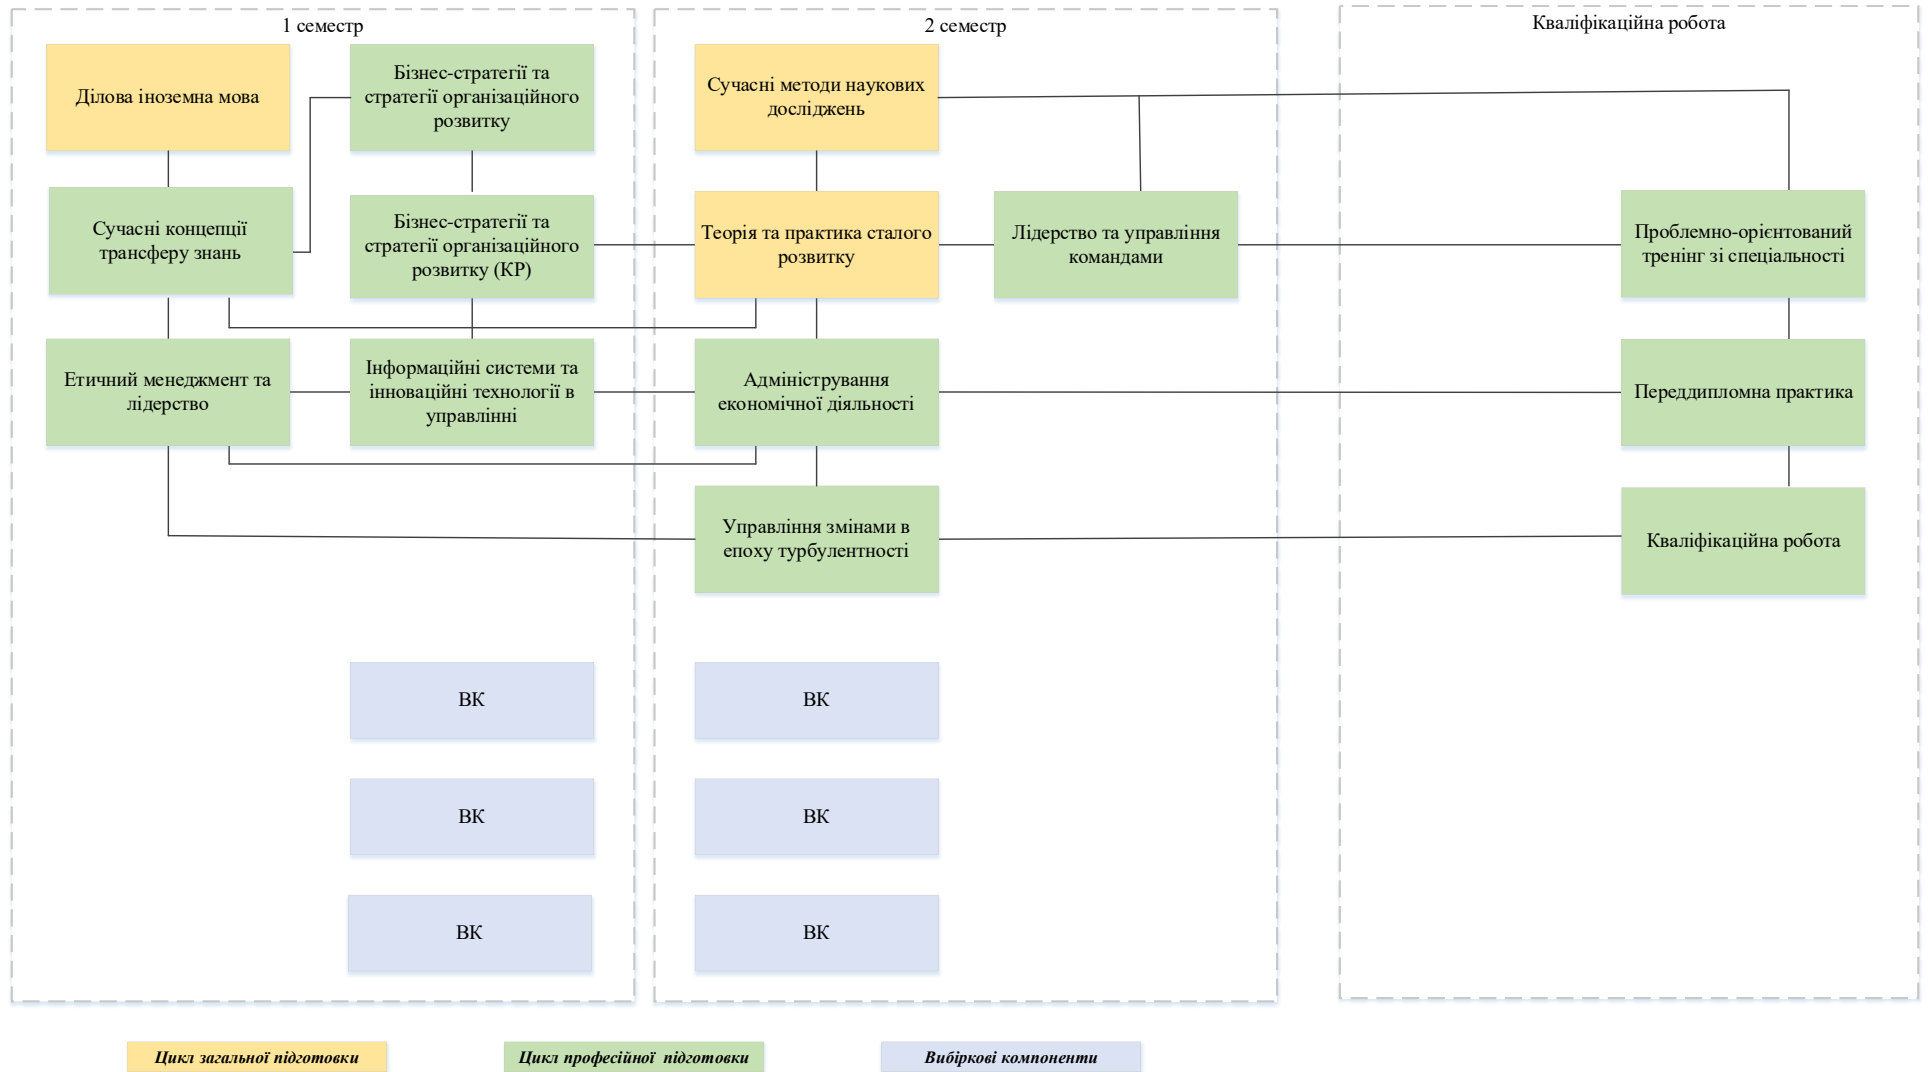 1 семестр
Ділова іноземна мова
Бізнес-стратегії та
стратегії організаційного
розвитку
Сучасні концепції
трансферу знань
Бізнес-стратегії та
стратегії організаційного
розвитку (КР)
Етичний менеджмент та
лідерство
Інформаційні системи та
інноваційні технології в
управлінні
ВК
ВК
ВК
2 семестр
Сучасні методи наукових
досліджень
Теорія та практика сталого
розвитку
Лідерство та управління
командами
Адміністрування
економічної діяльності
Управління змінами в
епоху турбулентності
ВК
ВК
ВК
Кваліфікаційна робота
Проблемно-орієнтований
тренінг зі спеціальності
Переддипломна практика
Кваліфікаційна робота
Цикл загальної підготовки
Цикл професійної підготовки
Вибіркові компоненти